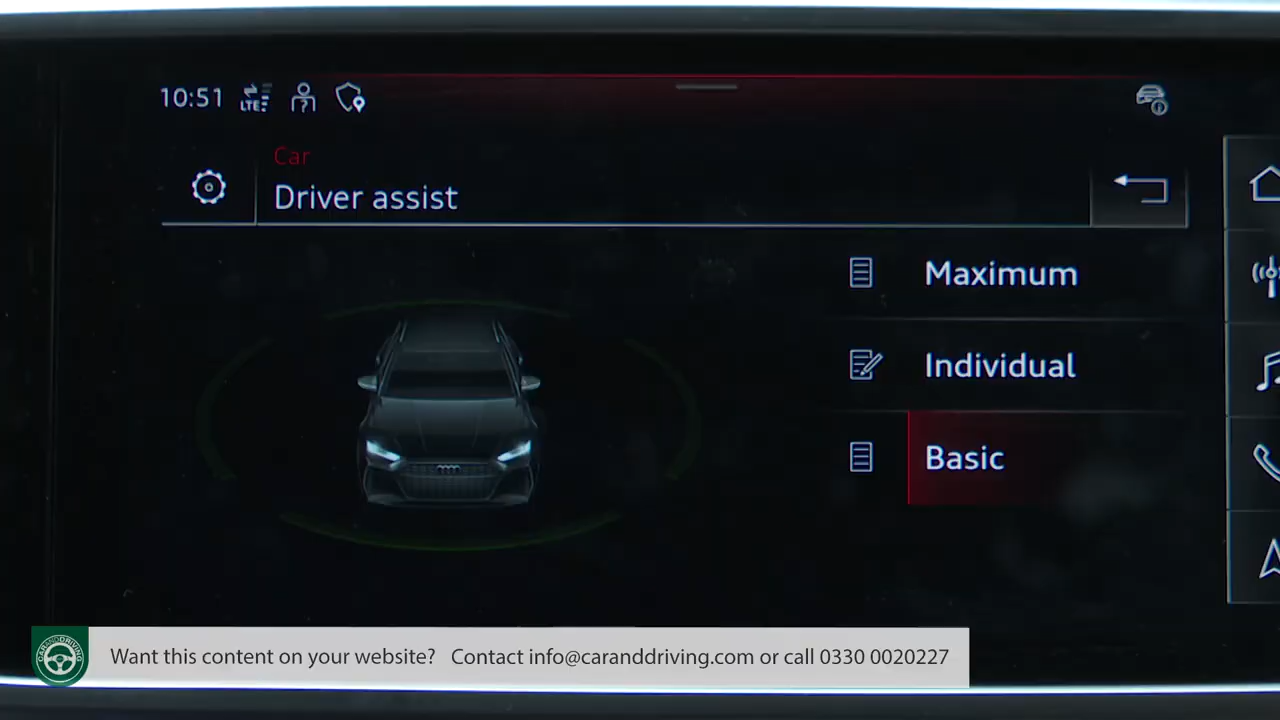 10:51 LTE
Car
Driver assist
Maximum
Individual
Basic
CARANDDRIVING
Want this content on your website? Contact info@caranddriving.com or call 0330 0020227